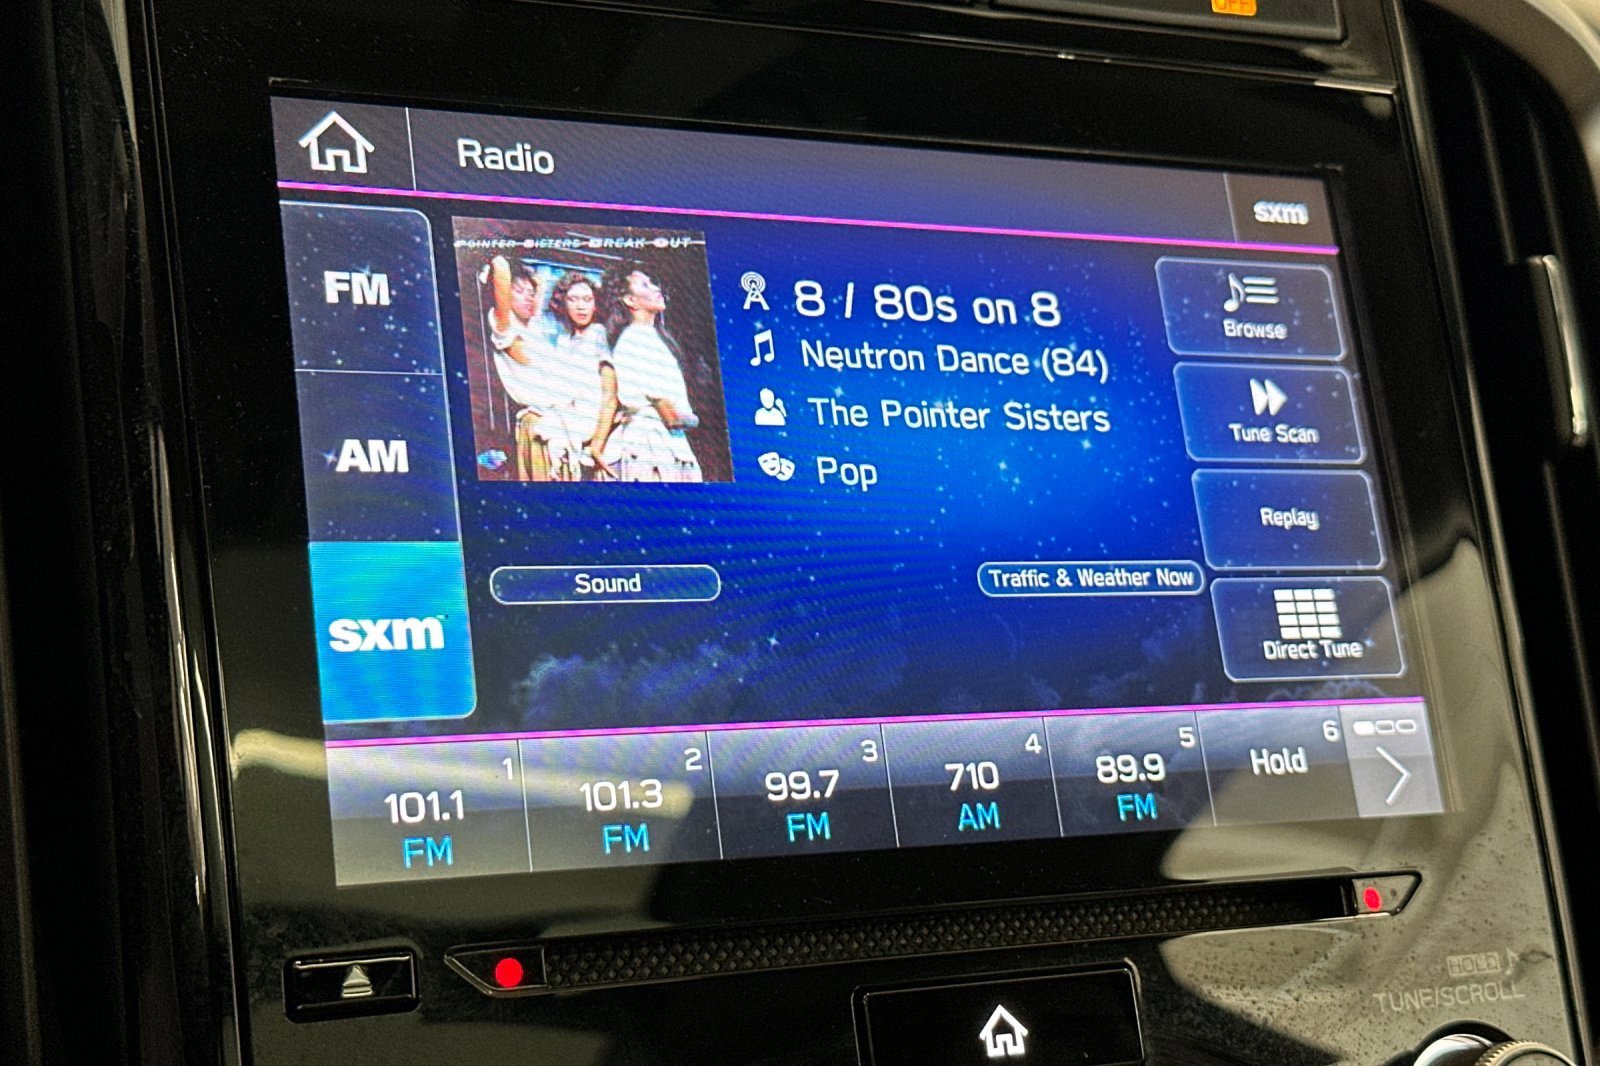 OFF
Radio
sxm
FM
AM
sxm
POINTER SISTERS BREAK OUT
8 / 80s on 8
Neutron Dance (84)
The Pointer Sisters
Pop
Browse
Tune Scan
Replay
Direct Tune
Sound
Traffic & Weather Now
1
101.1
FM
2
101.3
FM
3
99.7
FM
4
710
AM
5
89.9
FM
6
Hold
HOLD
TUNE/SCROLL